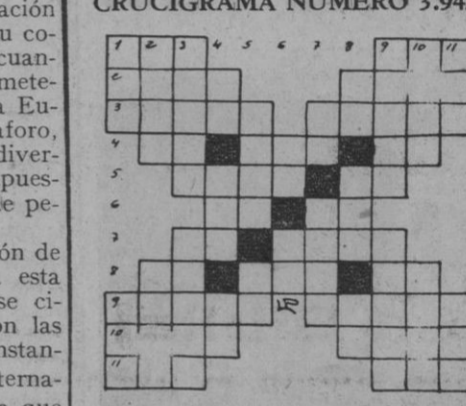 CRUCIGRAMA NÚMERO 3.94
ación
u co-
cuan-
mete-
a Eu-
aforo,
diver-
pues-
e pe-
ón de
esta
se ci-
on las
nstan-
terna-
1 2 3 4 5 6 7 8 9 10 11
2
3
4
5
6
7
8
9
10
11